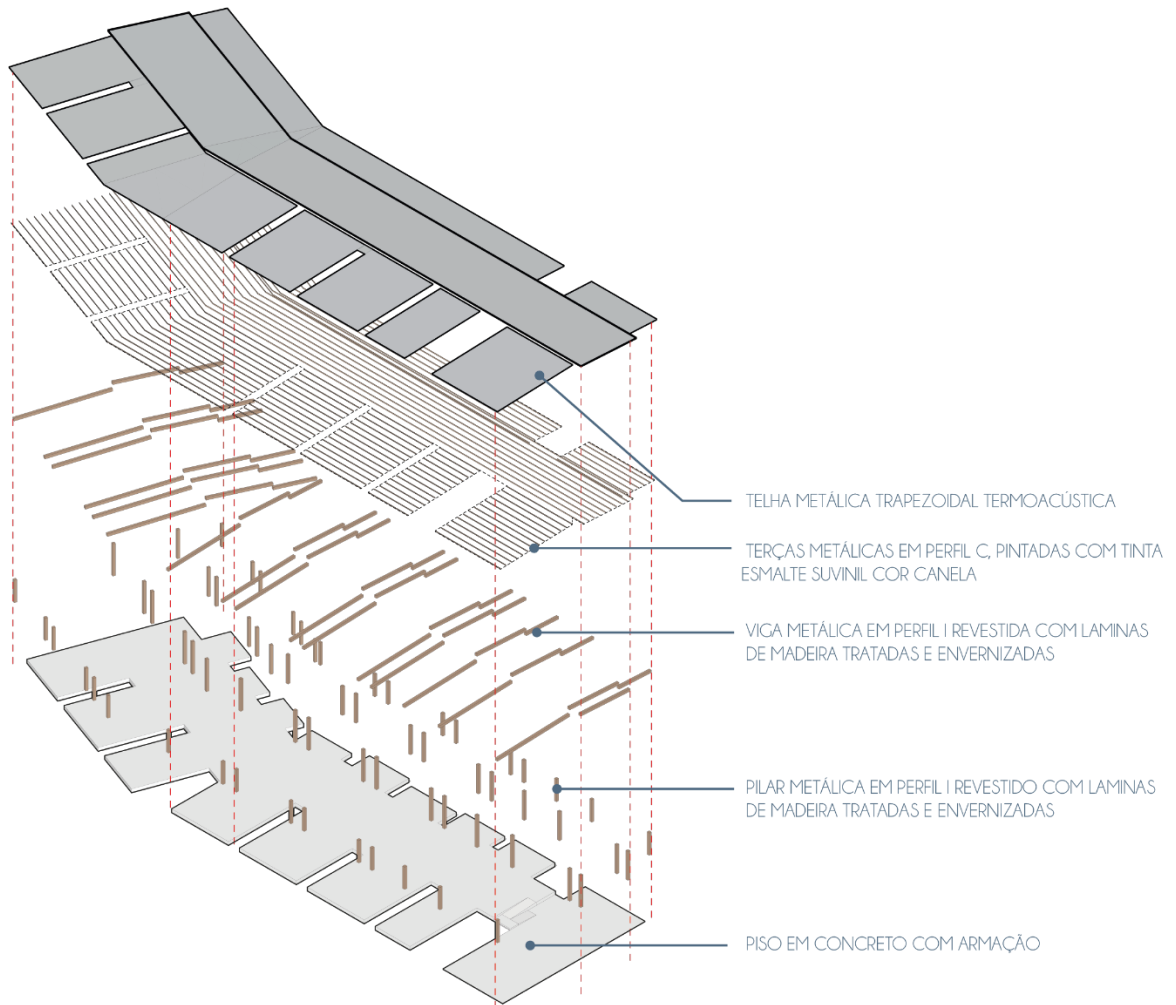 TELHA METÁLICA TRAPEZOIDAL TERMOACÚSTICA
TERÇAS METÁLICAS EM PERFIL C, PINTADAS COM TINTA
ESMALTE SUVINIL COR CANELA
VIGA METÁLICA EM PERFIL I REVESTIDA COM LAMINAS
DE MADEIRA TRATADAS E ENVERNIZADAS
PILAR METÁLICA EM PERFIL I REVESTIDO COM LAMINAS
DE MADEIRA TRATADAS E ENVERNIZADAS
PISO EM CONCRETO COM ARMAÇÃO